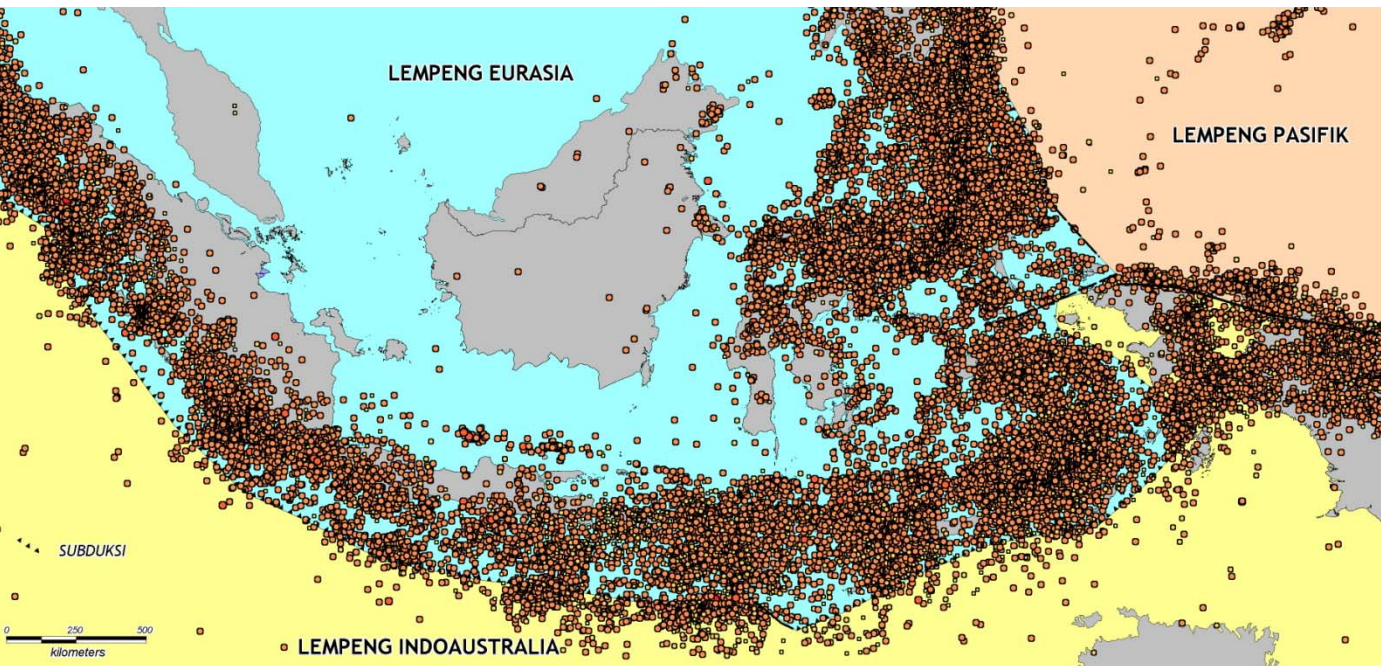 LEMPENG EURASIA
LEMPENG PASIFIK
SUBDUKSI
0 250 500
kilometers
LEMPENG INDOAUSTRALIA